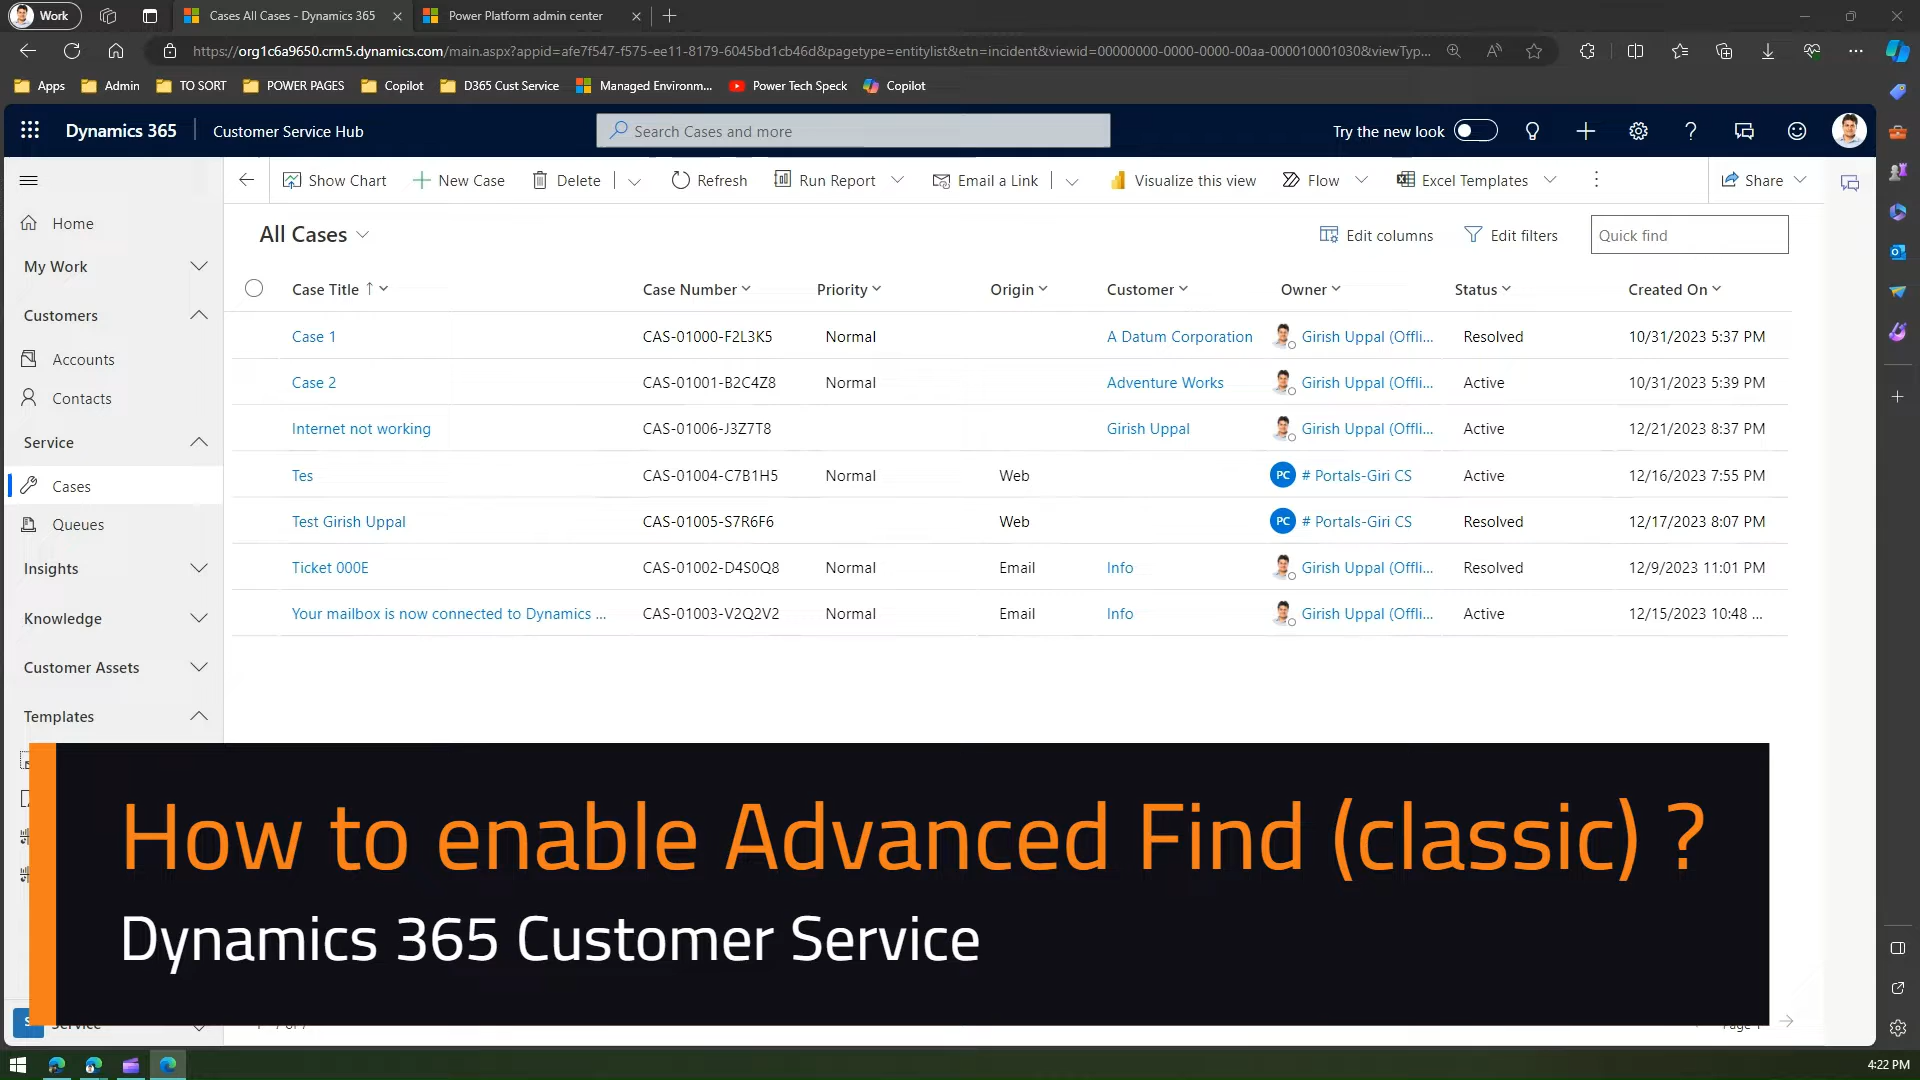 Work
Cases All Cases - Dynamics 365
Power Platform admin center
https://org1c6a9650.crm5.dynamics.com/main.aspx?appid=afe7f547-f575-ee11-8179-6045bd1cb46d&pagetype=entitylist&etn=incident&viewid=00000000-0000-0000-00aa-000010001030&viewTyp...
Apps
Admin
TO SORT
POWER PAGES
Copilot
D365 Cust Service
Managed Environm...
Power Tech Speck
Copilot
Dynamics 365
Customer Service Hub
Search Cases and more
Try the new look
Show Chart
New Case
Delete
Refresh
Run Report
Email a Link
Visualize this view
Flow
Excel Templates
Share
Home
My Work
Customers
Accounts
Contacts
Service
Cases
Queues
Insights
Knowledge
Customer Assets
Templates
All Cases
Edit columns
Edit filters
Quick find
Case Title Case Number Priority Origin Customer Owner Status Created On
Case 1 CAS-01000-F2L3K5 Normal A Datum Corporation Girish Uppal (Offli... Resolved 10/31/2023 5:37 PM
Case 2 CAS-01001-B2C4Z8 Normal Adventure Works Girish Uppal (Offli... Active 10/31/2023 5:39 PM
Internet not working CAS-01006-J3Z7T8 Girish Uppal Girish Uppal (Offli... Active 12/21/2023 8:37 PM
Tes CAS-01004-C7B1H5 Normal Web PC # Portals-Giri CS Active 12/16/2023 7:55 PM
Test Girish Uppal CAS-01005-S7R6F6 Web PC # Portals-Giri CS Resolved 12/17/2023 8:07 PM
Ticket 000E CAS-01002-D4S0Q8 Normal Email Info Girish Uppal (Offli... Resolved 12/9/2023 11:01 PM
Your mailbox is now connected to Dynamics ... CAS-01003-V2Q2V2 Normal Email Info Girish Uppal (Offli... Active 12/15/2023 10:48 ...
How to enable Advanced Find (classic) ?
Dynamics 365 Customer Service
4:22 PM